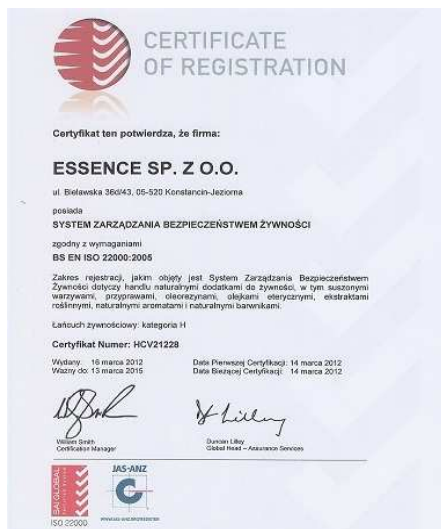 CERTIFICATE
OF REGISTRATION
Certyfikat ten potwierdza, że firma:
ESSENCE SP. Z O.O.
ul. Bielawska 36d/43, 05-520 Konstancin-Jeziorna
posiada
SYSTEM ZARZĄDZANIA BEZPIECZEŃSTWEM ŻYWNOŚCI
zgodny z wymaganiami
BS EN ISO 22000:2005
Zakres rejestracji, jakim objęty jest System Zarządzania Bezpieczeństwem
Żywności dotyczy handlu naturalnymi dodatkami do żywności, w tym suszonymi
warzywami, przyprawami, oleorezynami, olejkami eterycznymi, ekstraktami
roślinnymi, naturalnymi aromatami i naturalnymi barwnikami.
Łańcuch żywnościowy: kategoria H
Certyfikat Numer: HCV21228
Wydany: 16 marca 2012 Data Pierwszej Certyfikacji: 14 marca 2012
Ważny do: 13 marca 2015 Data Bieżącej Certyfikacji: 14 marca 2012
William Smith Duncan Lilley
Certification Manager Global Head – Assurance Services
SAI GLOBAL
JAS-ANZ
ISO 22000